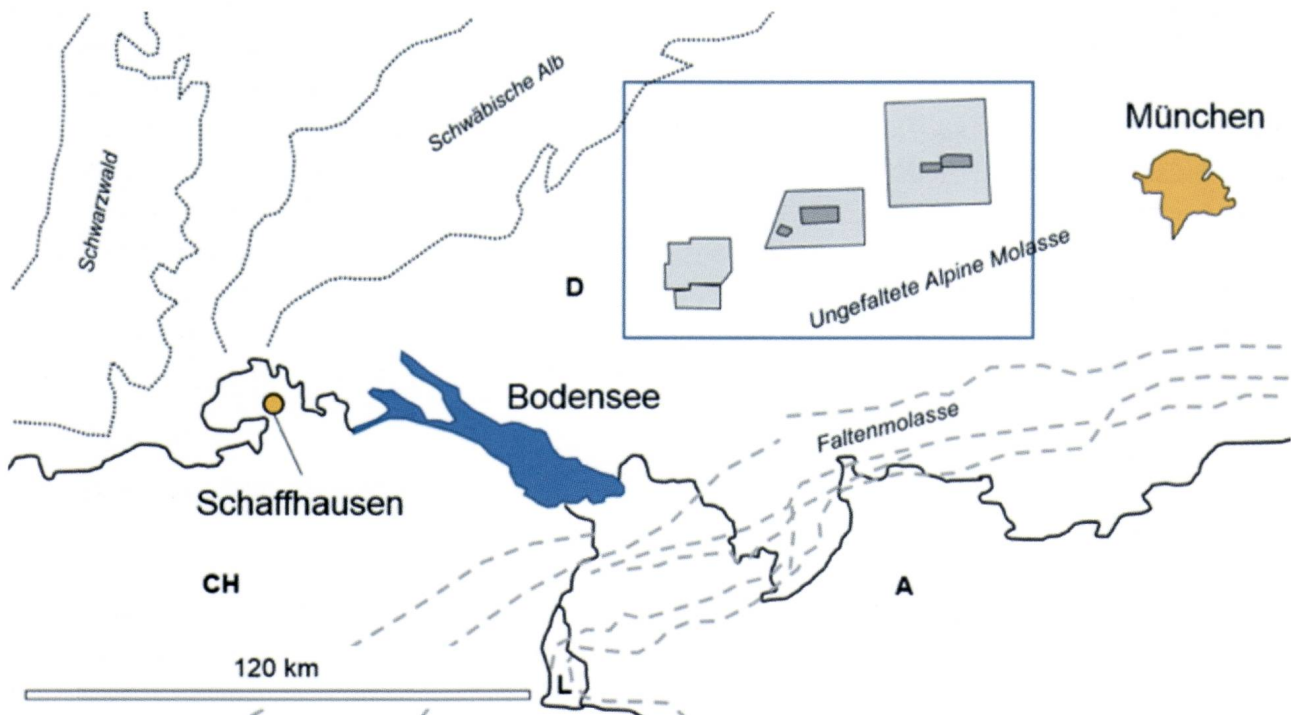 Schwäbische Alb
München
Schwarzwald
Ungefaltete Alpine Molasse
D
Bodensee
Faltenmolasse
Schaffhausen
CH
A
120 km
L